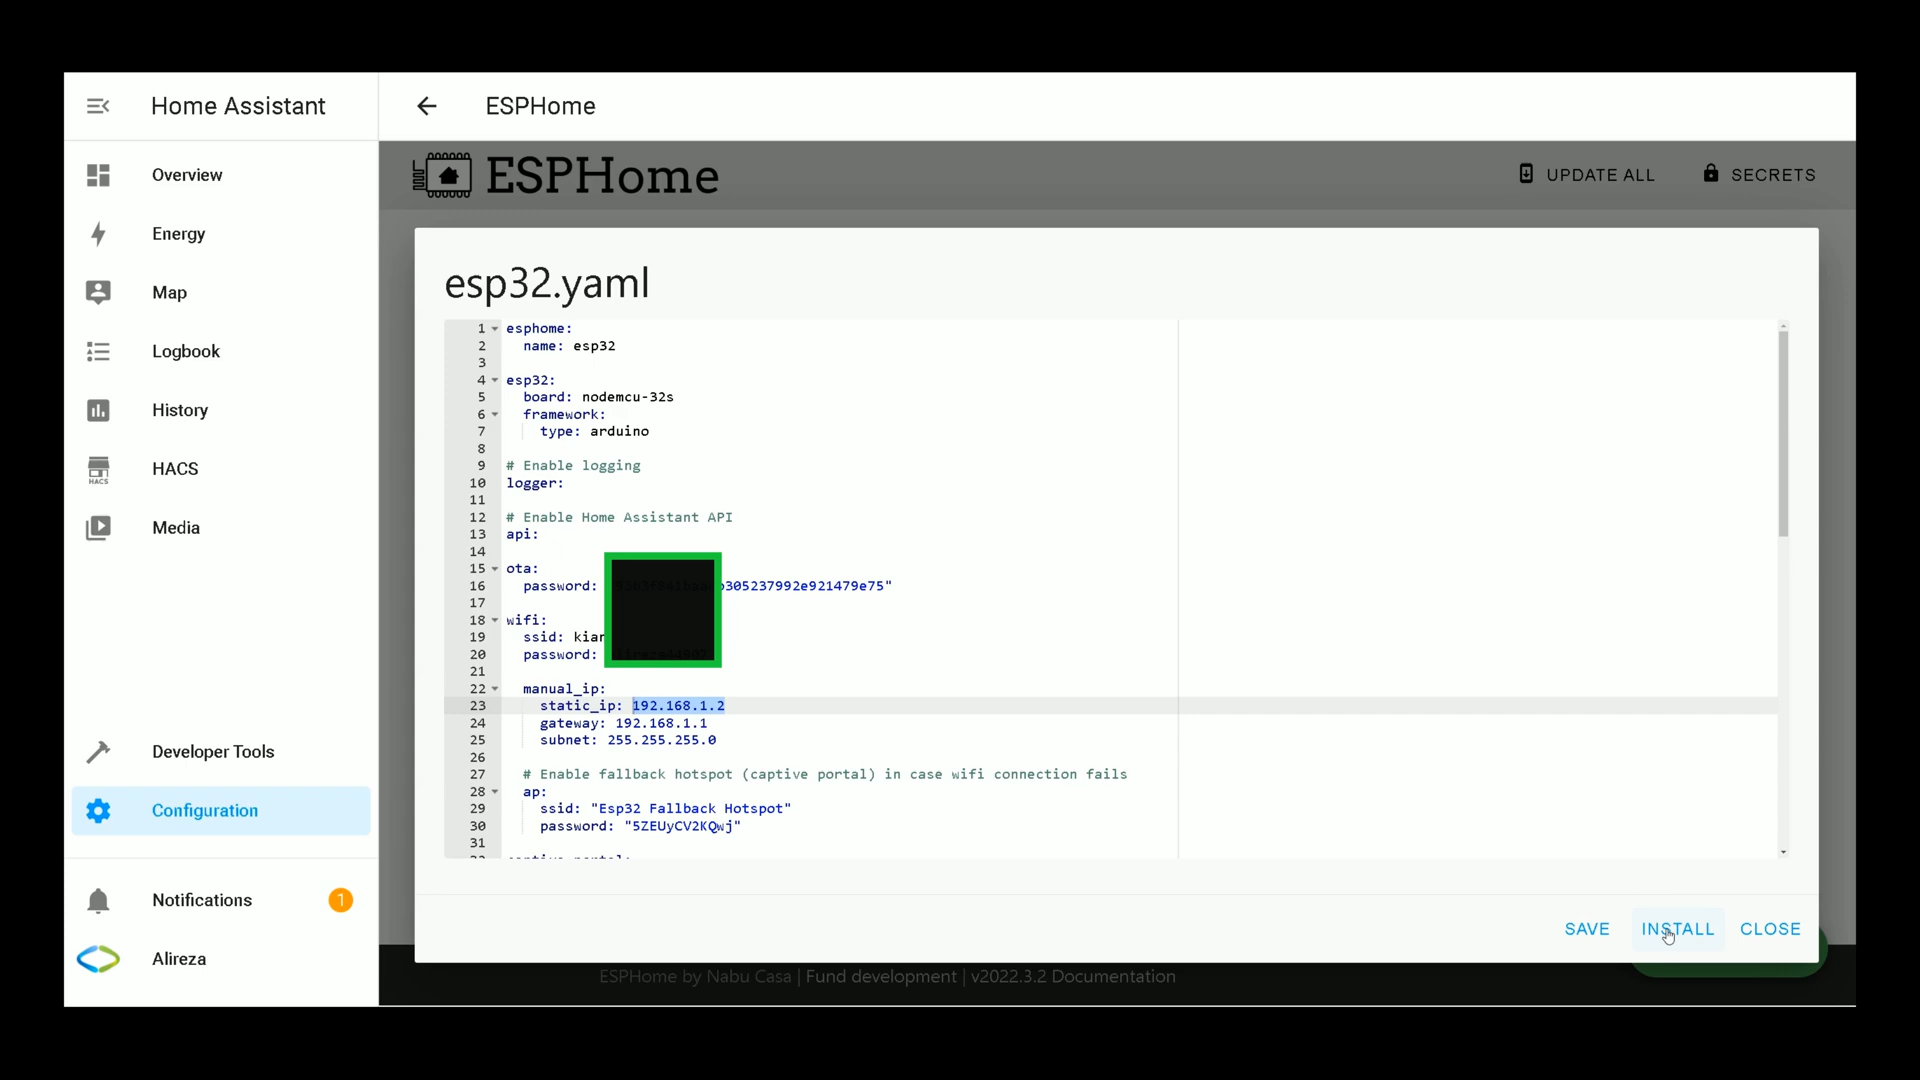 Home Assistant
ESPHome
Overview
Energy
Map
Logbook
History
HACS
HACS
Media
Developer Tools
Configuration
Notifications
1
Alireza
ESPHome
UPDATE ALL
SECRETS
esp32.yaml
1 esphome:
2 name: esp32
3
4 esp32:
5 board: nodemcu-32s
6 framework:
7 type: arduino
8
9 # Enable logging
10 logger:
11
12 # Enable Home Assistant API
13 api:
14
15 ota:
16 password: 305237992e921479e75"
17
18 wifi:
19 ssid: kiar
20 password:
21
22 manual_ip:
23 static_ip: 192.168.1.2
24 gateway: 192.168.1.1
25 subnet: 255.255.255.0
26
27 # Enable fallback hotspot (captive portal) in case wifi connection fails
28 ap:
29 ssid: "Esp32 Fallback Hotspot"
30 password: "5ZEUyCV2KQwj"
31
SAVE
INSTALL
CLOSE
ESPHome by Nabu Casa | Fund development | v2022.3.2 Documentation